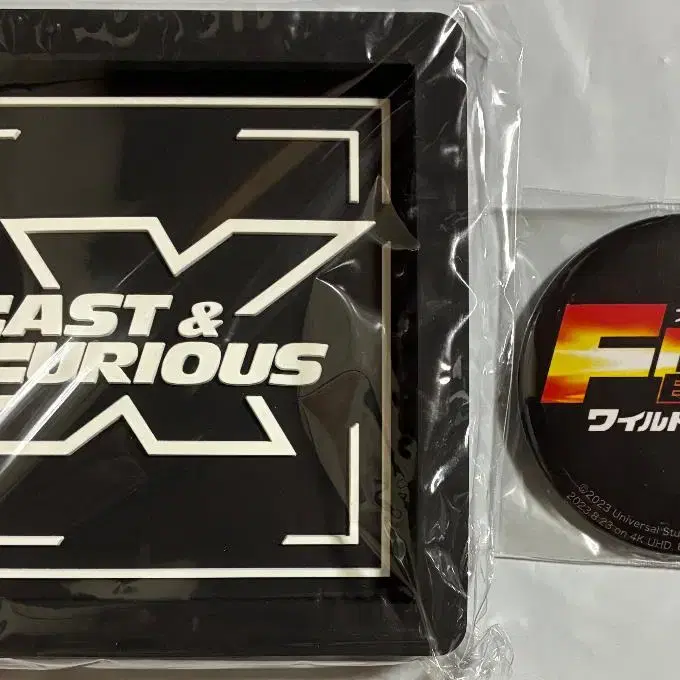 X
FAST &
FURIOUS
F
ワイルド
©2023 Universal Stu
2023.8.23 on 4K UHD,